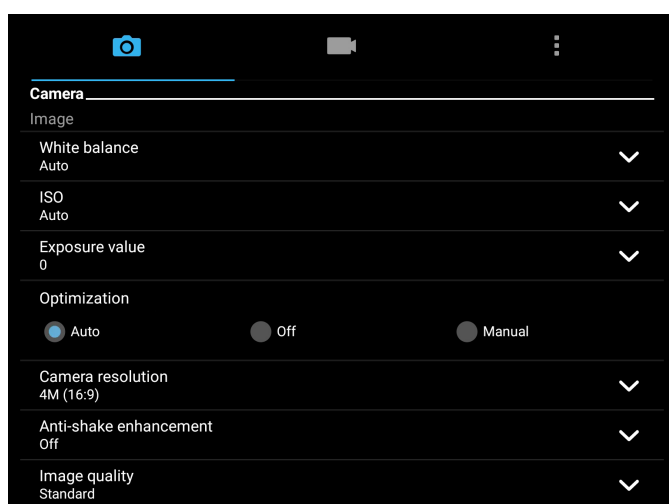 Camera
Image
White balance
Auto
ISO
Auto
Exposure value
0
Optimization
Auto Off Manual
Camera resolution
4M (16:9)
Anti-shake enhancement
Off
Image quality
Standard